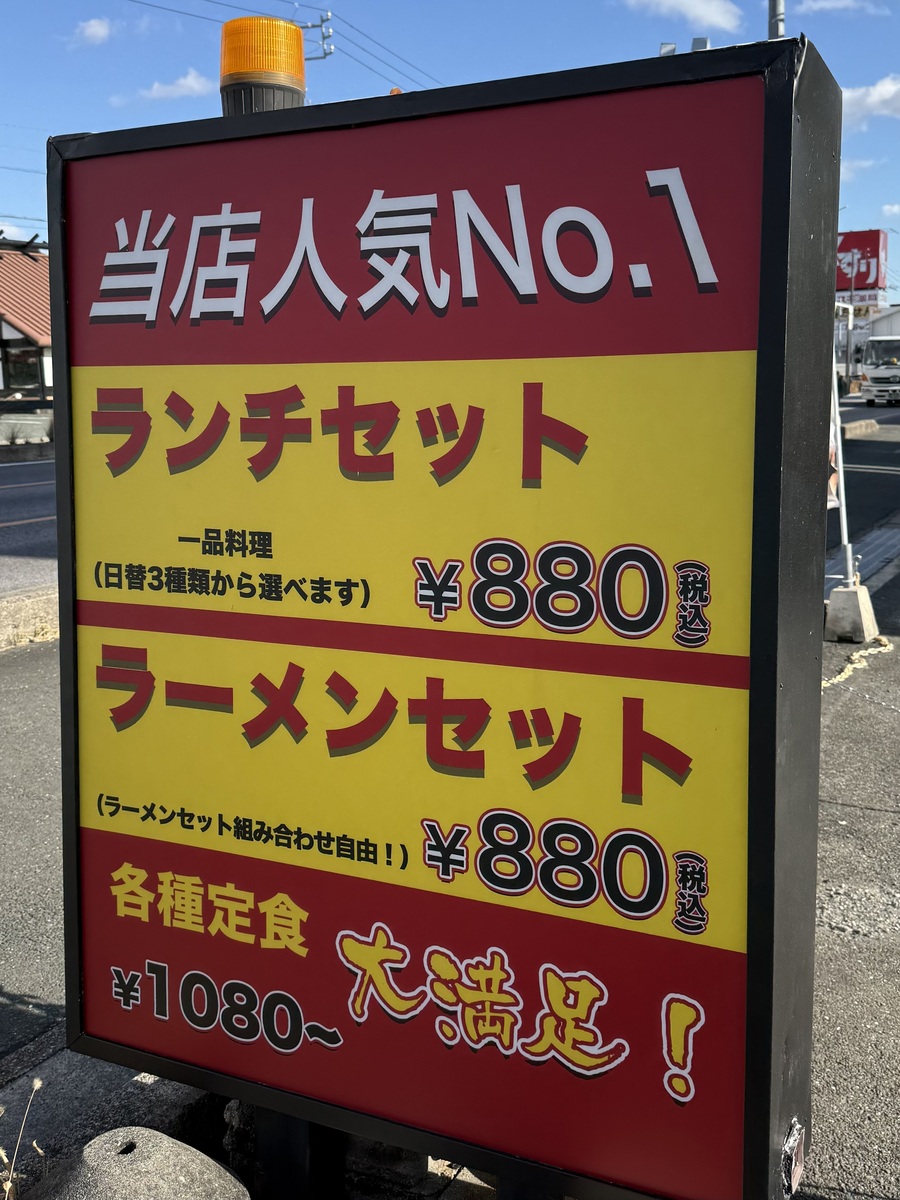 当店人気No.1
ランチセット
一品料理
(日替3種類から選べます)
¥880(税込)
ラーメンセット
(ラーメンセット組み合わせ自由！)
¥880(税込)
各種定食
¥1080~
大満足！